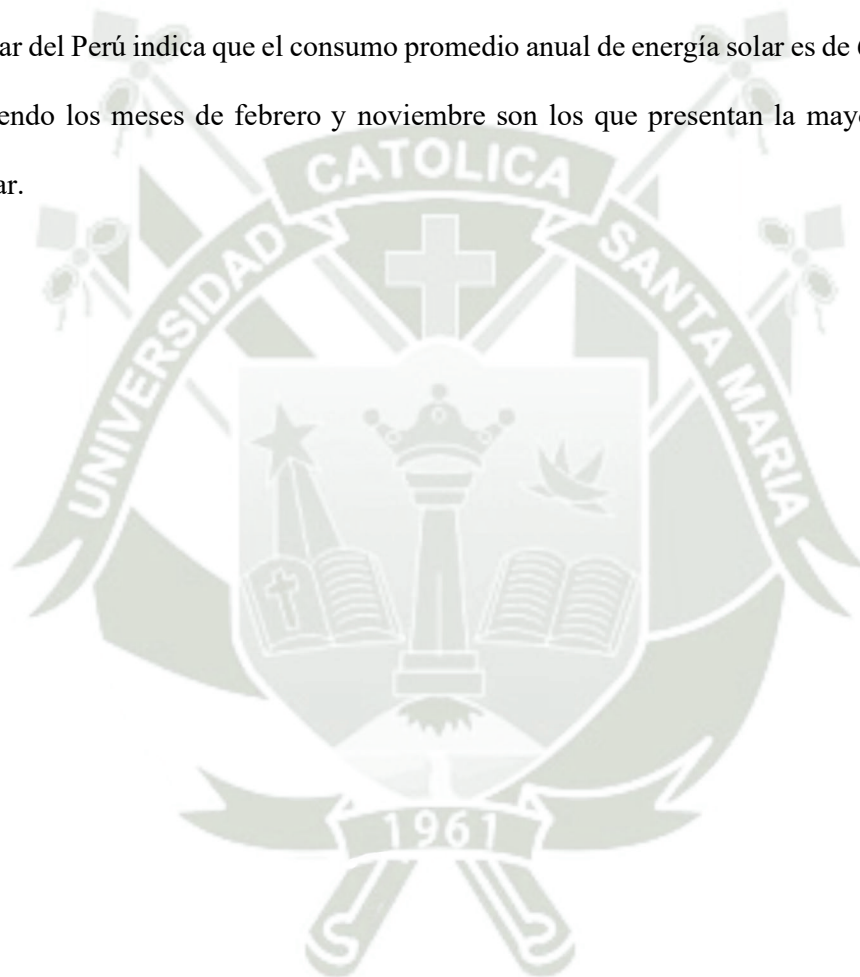 ar del Perú indica que el consumo promedio anual de energía solar es de
endo los meses de febrero y noviembre son los que presentan la
ar.
UNIVERSIDAD CATOLICA SANTA MARIA
1961